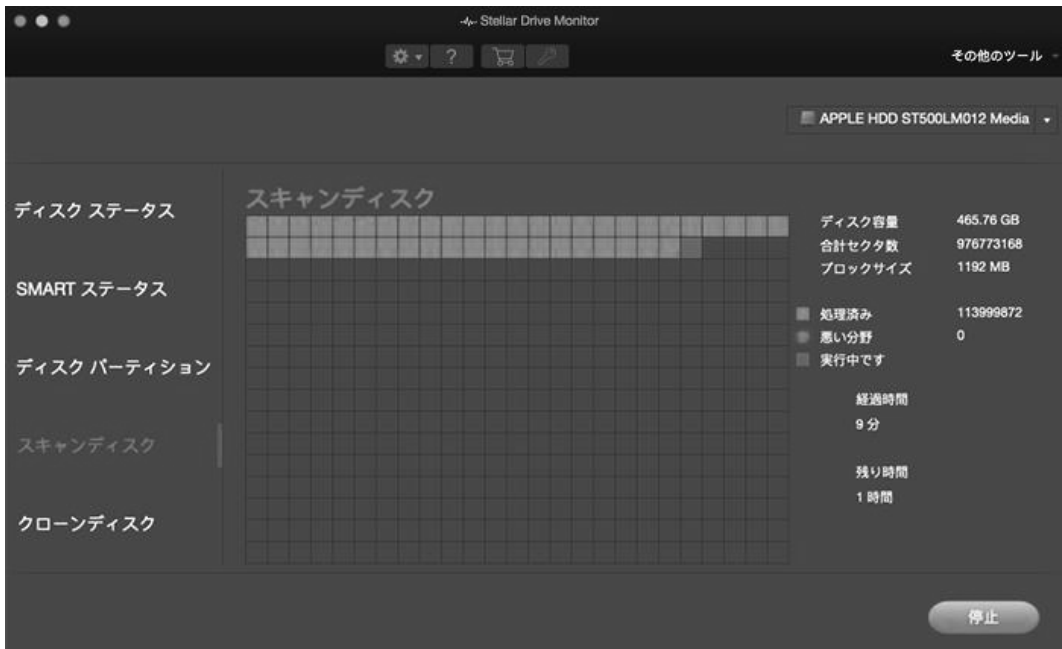 Stellar Drive Monitor
?
その他のツール
APPLE HDD ST500LM012 Media
ディスク ステータス
SMART ステータス
ディスク パーティション
スキャンディスク
クローンディスク
スキャンディスク
ディスク容量 465.76 GB
合計セクタ数 976773168
ブロックサイズ 1192 MB
処理済み 113999872
悪い分野 0
実行中です
経過時間
9 分
残り時間
1 時間
停止